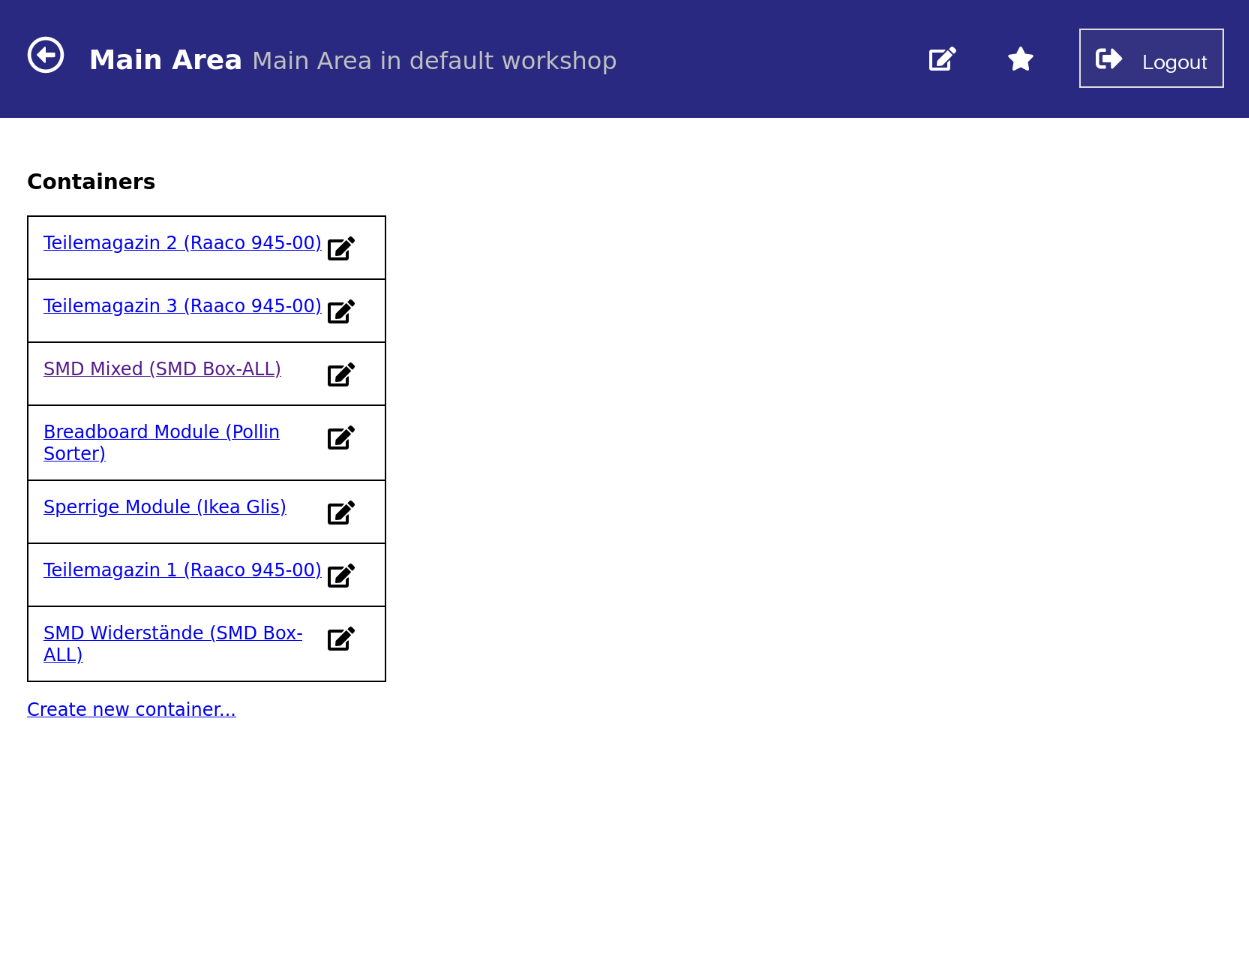 Main Area Main Area in default workshop
Logout
Containers
Teilemagazin 2 (Raaco 945-00)
Teilemagazin 3 (Raaco 945-00)
SMD Mixed (SMD Box-ALL)
Breadboard Module (Pollin
Sorter)
Sperrige Module (Ikea Glis)
Teilemagazin 1 (Raaco 945-00)
SMD Widerstände (SMD Box-
ALL)
Create new container...